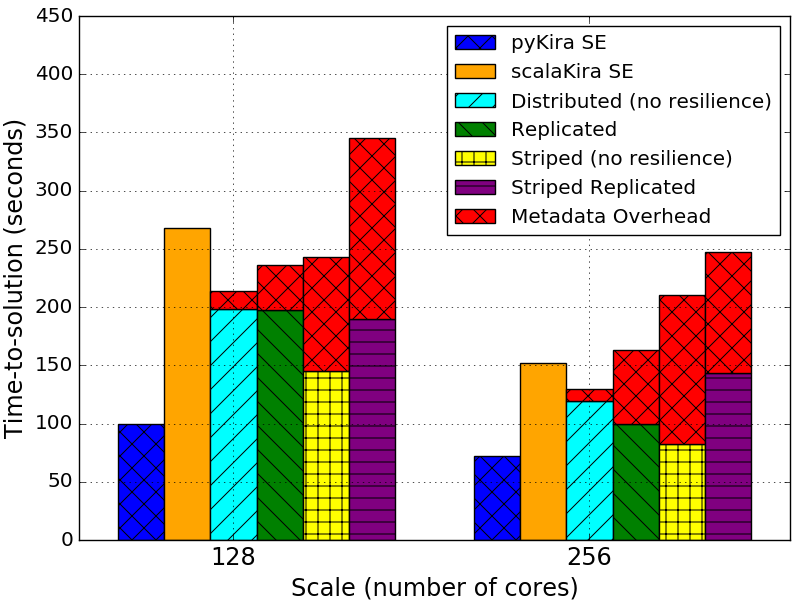 450
400
350
300
250
200
150
100
50
0
Time-to-solution (seconds)
pyKira SE
scalaKira SE
Distributed (no resilience)
Replicated
Striped (no resilience)
Striped Replicated
Metadata Overhead
128
256
Scale (number of cores)